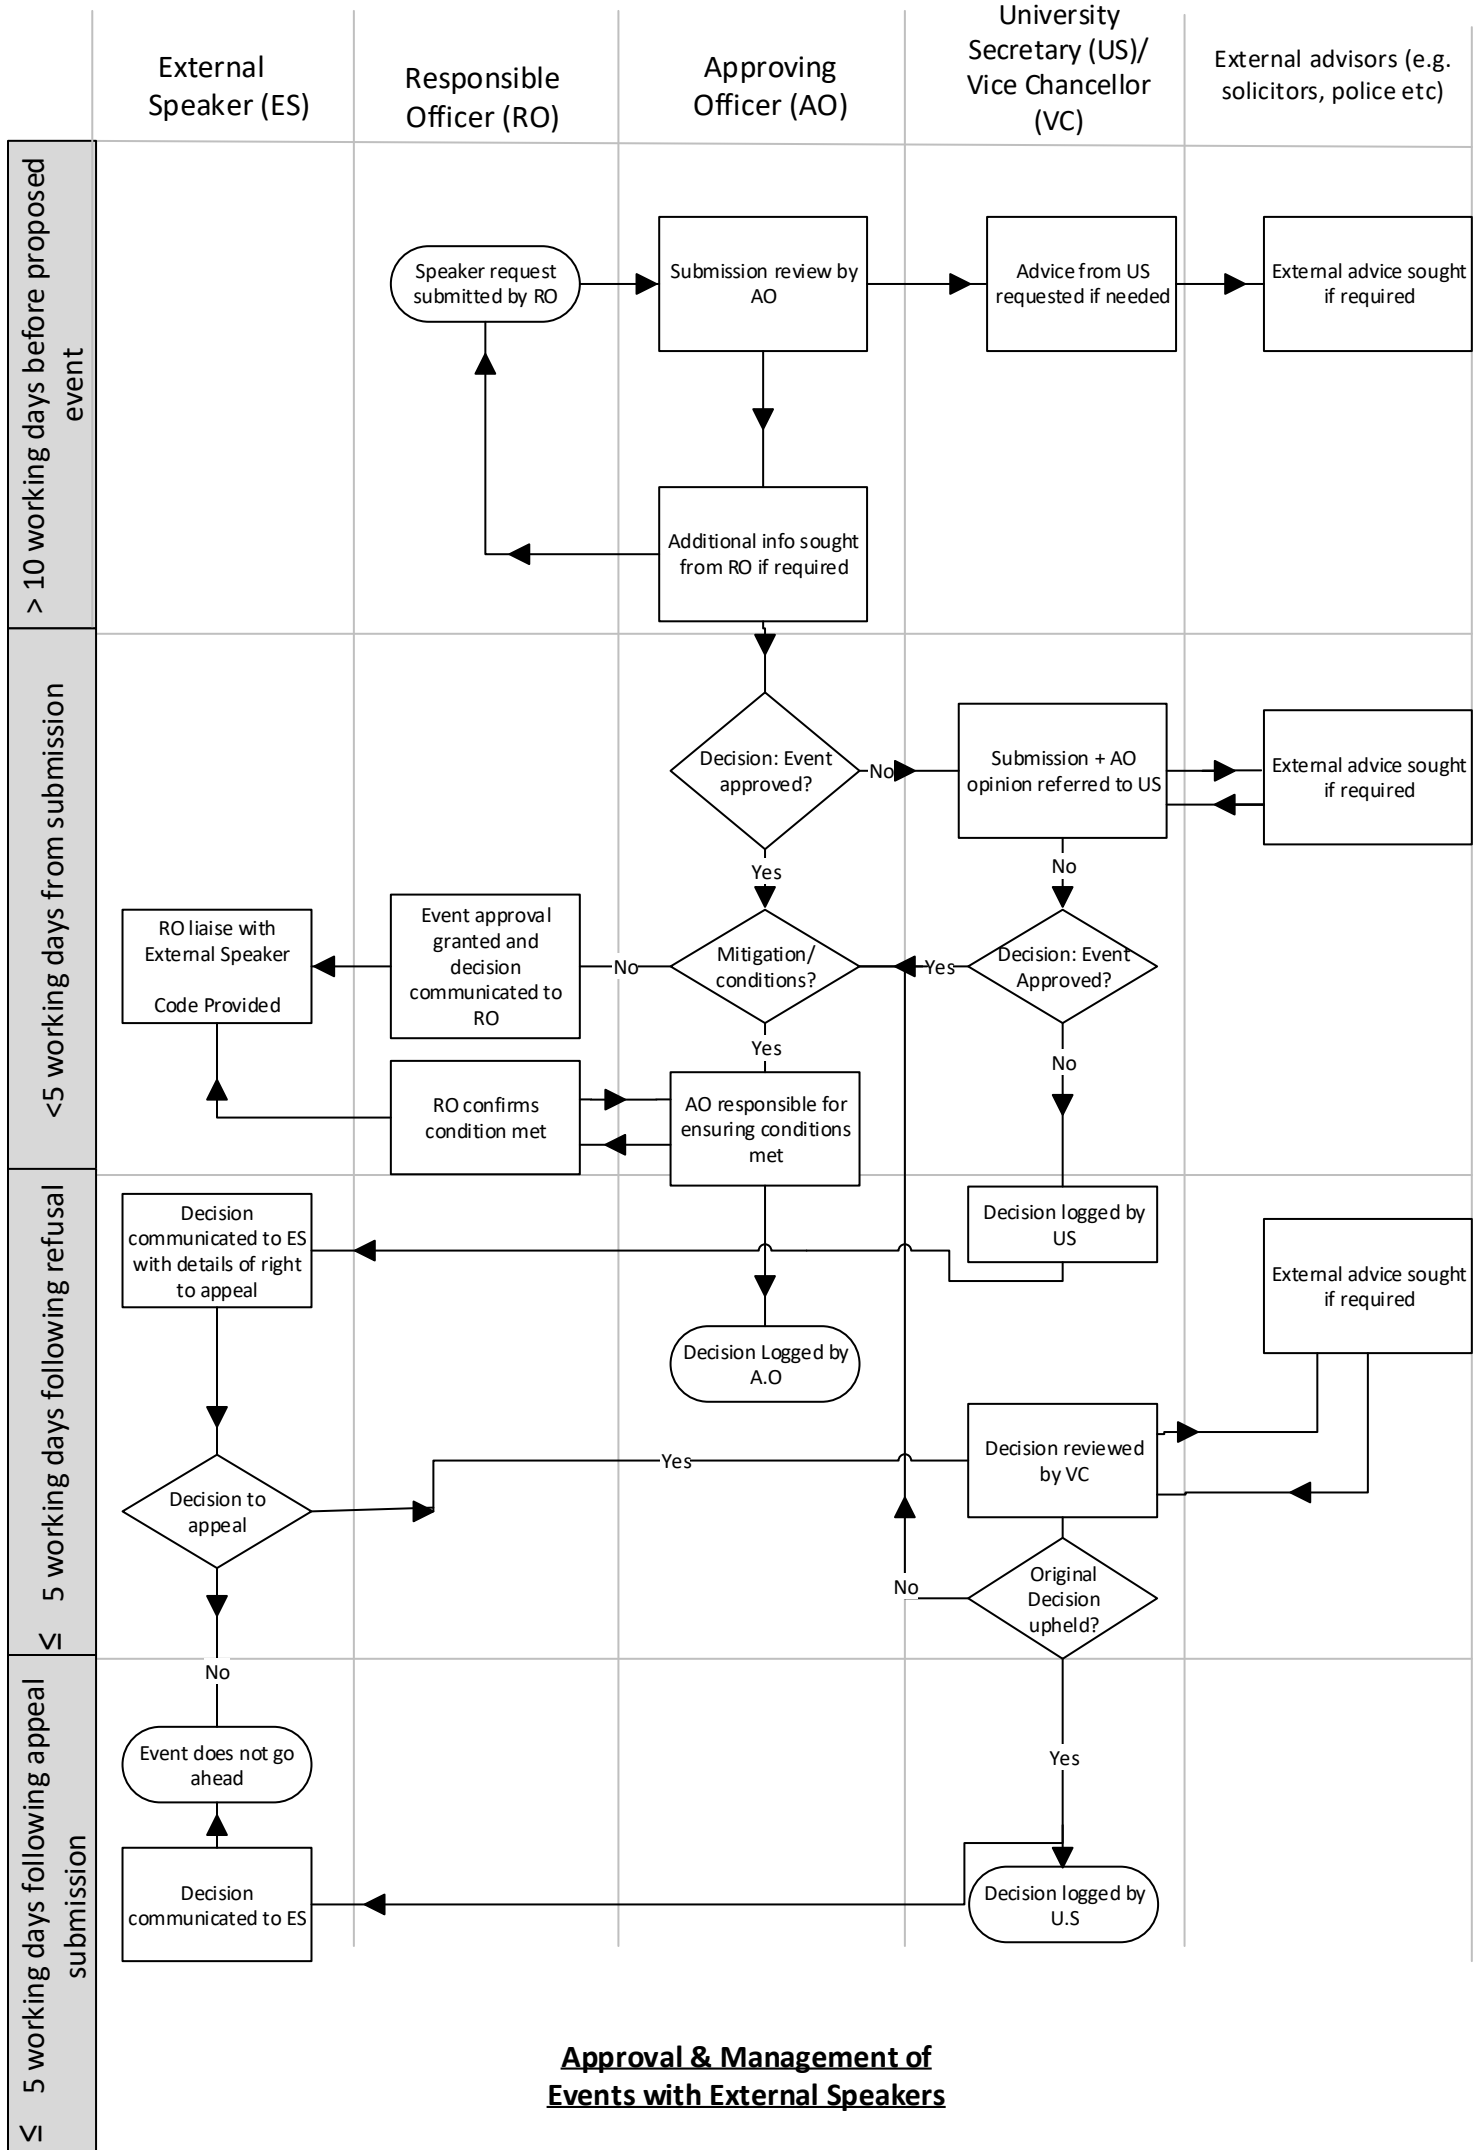 External
Speaker (ES)
Responsible
Officer (RO)
Approving
Officer (AO)
University
Secretary (US)/
Vice Chancellor
(VC)
External advisors (e.g.
solicitors, police etc)
> 10 working days before proposed
event
Speaker request
submitted by RO
Submission review by
AO
Advice from US
requested if needed
External advice sought
if required
Additional info sought
from RO if required
<5 working days from submission
Decision: Event
approved?
No
Submission + AO
opinion referred to US
External advice sought
if required
Yes
No
RO liaise with
External Speaker
Code Provided
Event approval
granted and
decision
communicated to
RO
No
Mitigation/
conditions?
Yes
Decision: Event
Approved?
Yes
No
RO confirms
condition met
AO responsible for
ensuring conditions
met
≤ 5 working days following refusal
Decision
communicated to ES
with details of right
to appeal
Decision logged by
US
External advice sought
if required
Decision Logged by
A.O
Decision to
appeal
Yes
Decision reviewed
by VC
No
Original
Decision
upheld?
≤ 5 working days following appeal
submission
No
Event does not go
ahead
Yes
Decision
communicated to ES
Decision logged by
U.S
Approval & Management of
Events with External Speakers